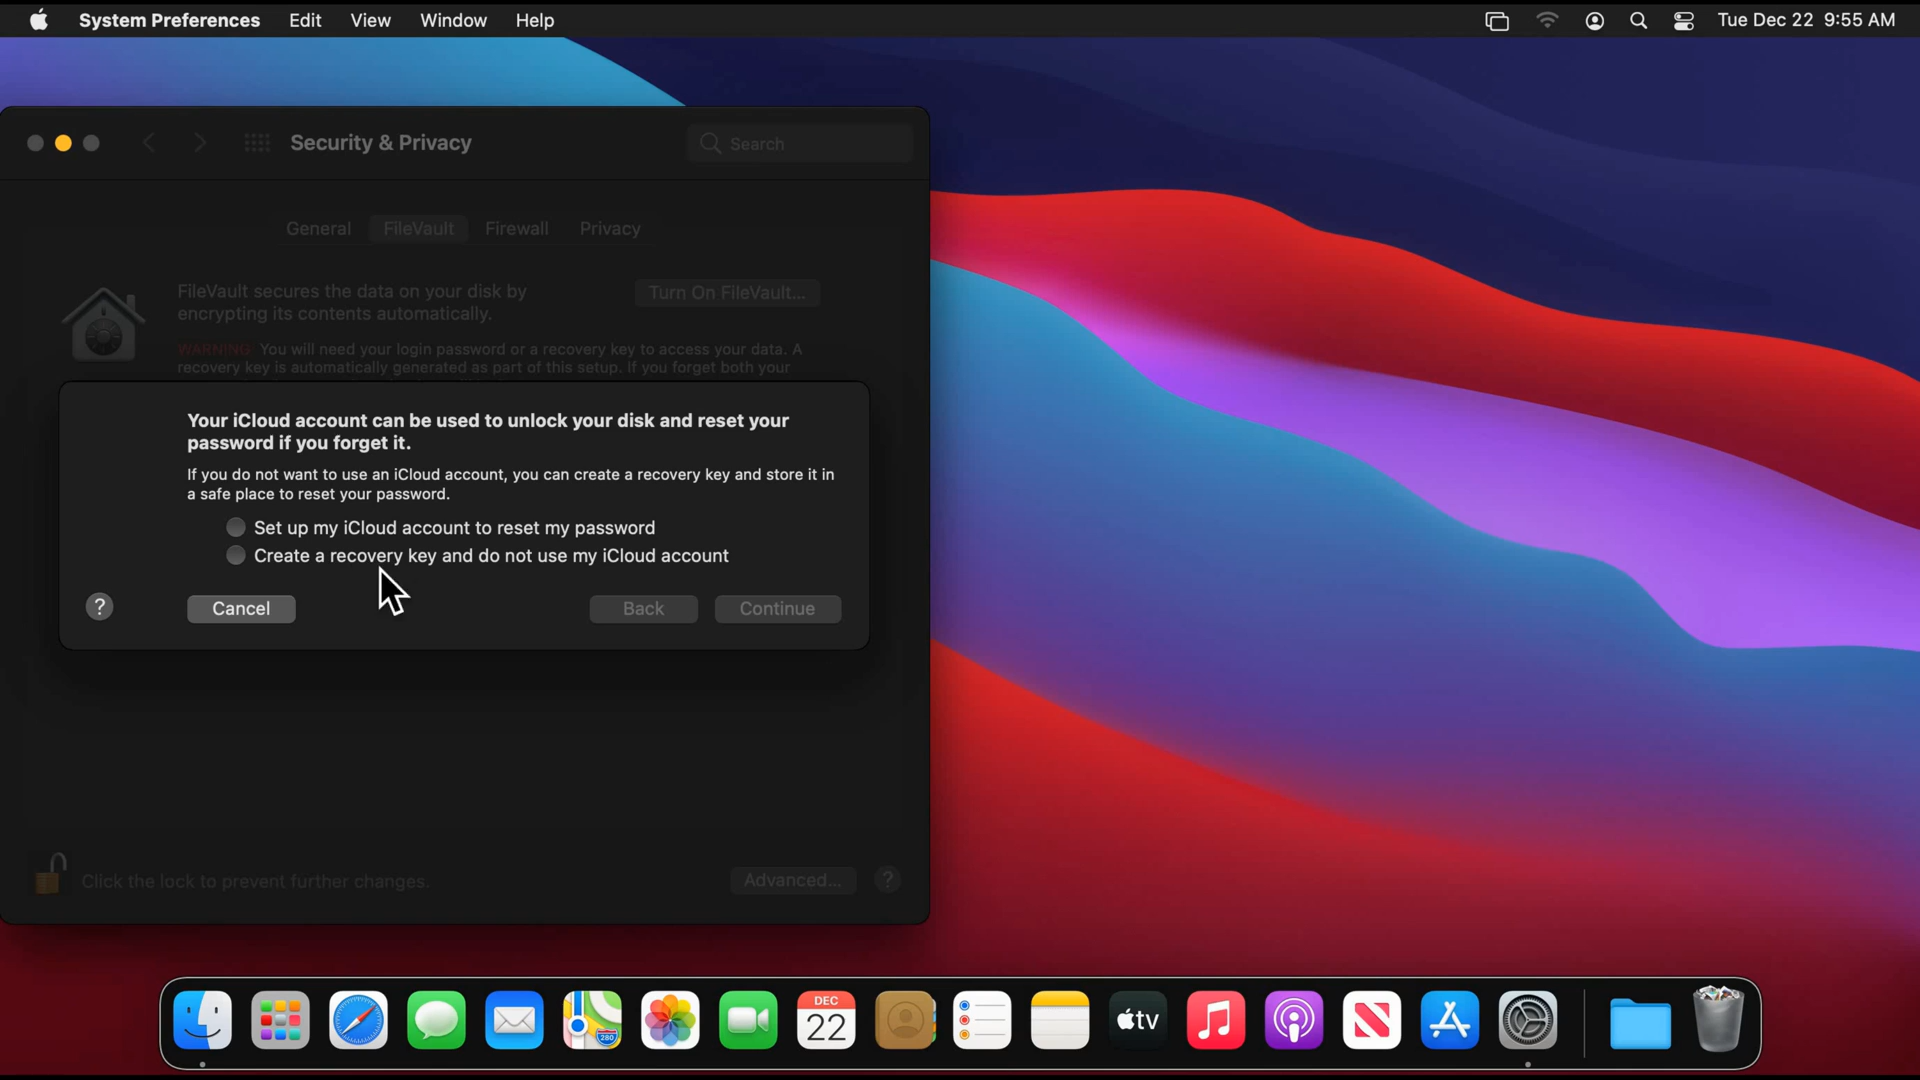 System Preferences Edit View Window Help Tue Dec 22 9:55 AM
Security & Privacy Search
General FileVault Firewall Privacy
FileVault secures the data on your disk by
encrypting its contents automatically.
Turn On FileVault...
WARNING: You will need your login password or a recovery key to access your data. A
recovery key is automatically generated as part of this setup. If you forget both your
Your iCloud account can be used to unlock your disk and reset your
password if you forget it.
If you do not want to use an iCloud account, you can create a recovery key and store it in
a safe place to reset your password.
Set up my iCloud account to reset my password
Create a recovery key and do not use my iCloud account
? Cancel Back Continue
Click the lock to prevent further changes. Advanced... ?
280
DEC
22
tv